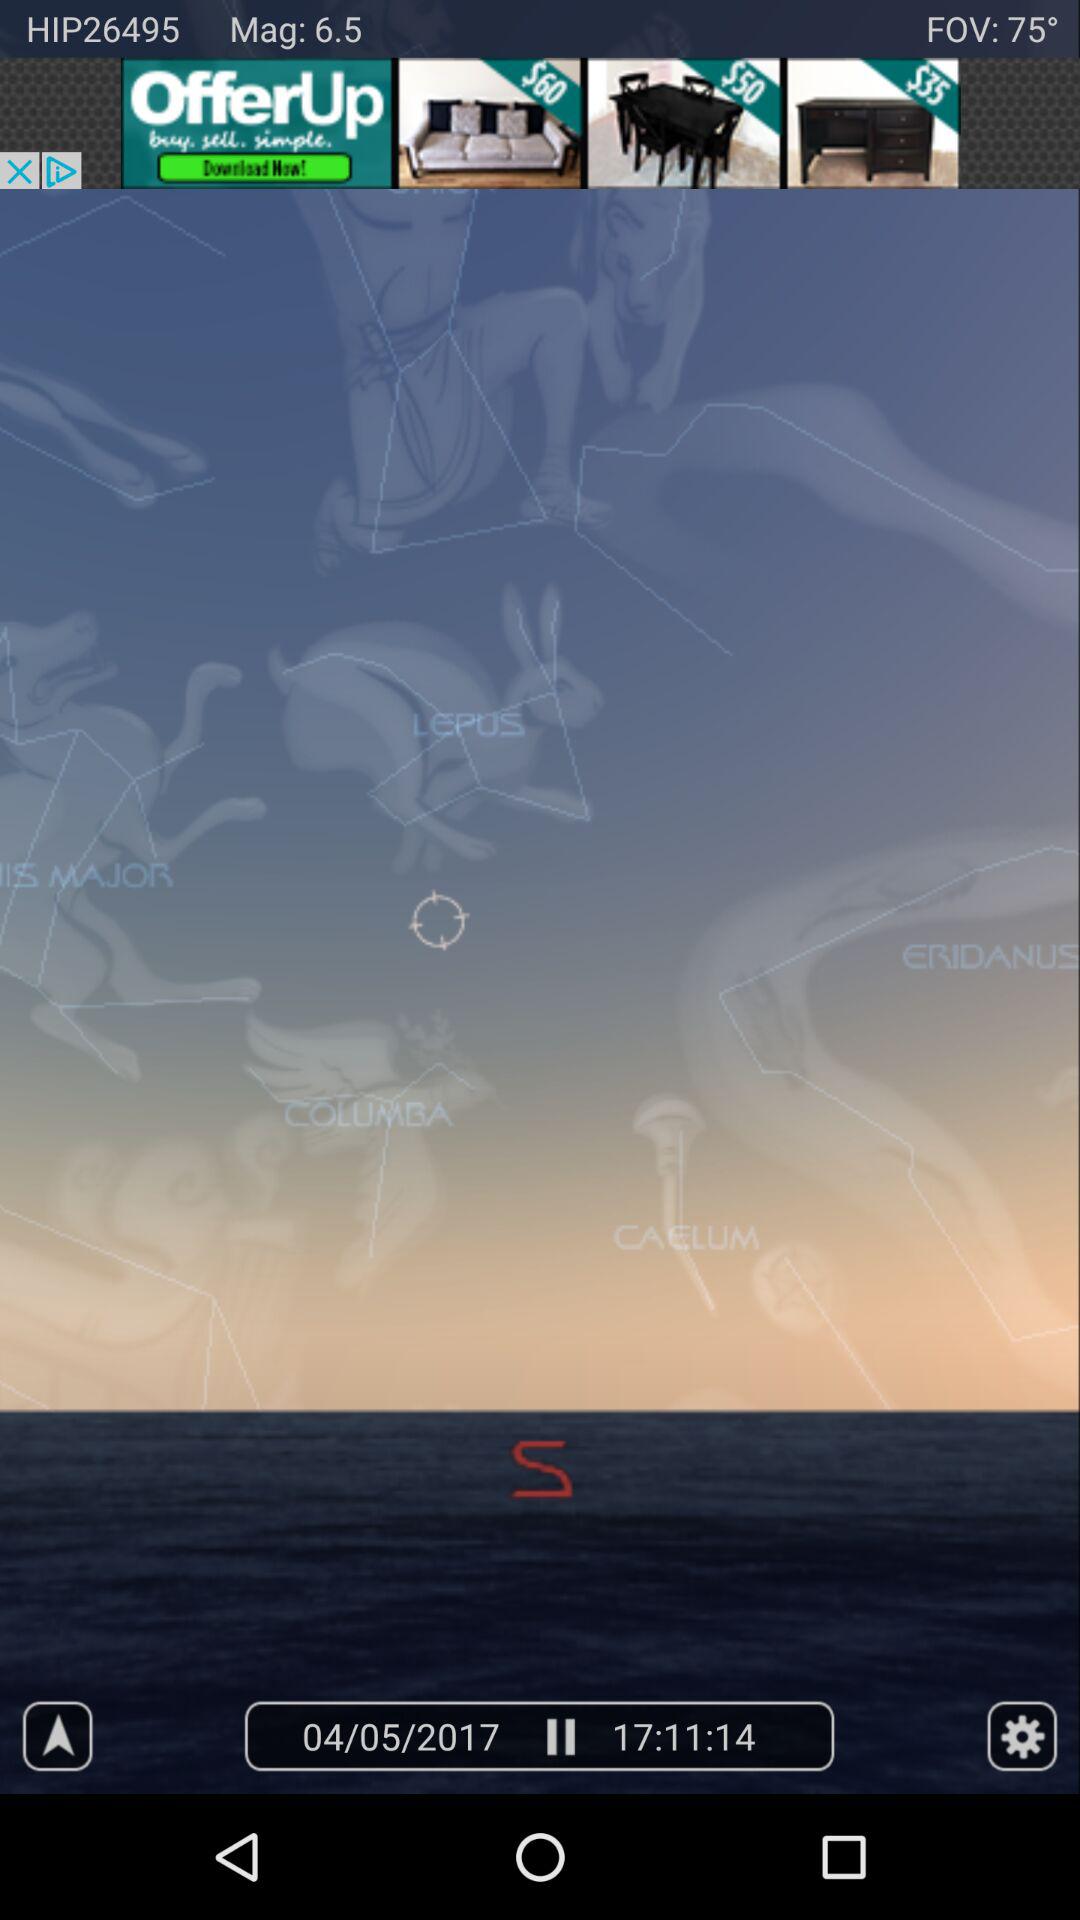 HIP26495 Mag: 6.5 FOV: 75°
OfferUp
buy. sell. simple.
Download Now!
$60 $50 $35
LEPUS
IS MAJOR
ERIDANUS
COLUMBA
CAELUM
S
04/05/2017 17:11:14